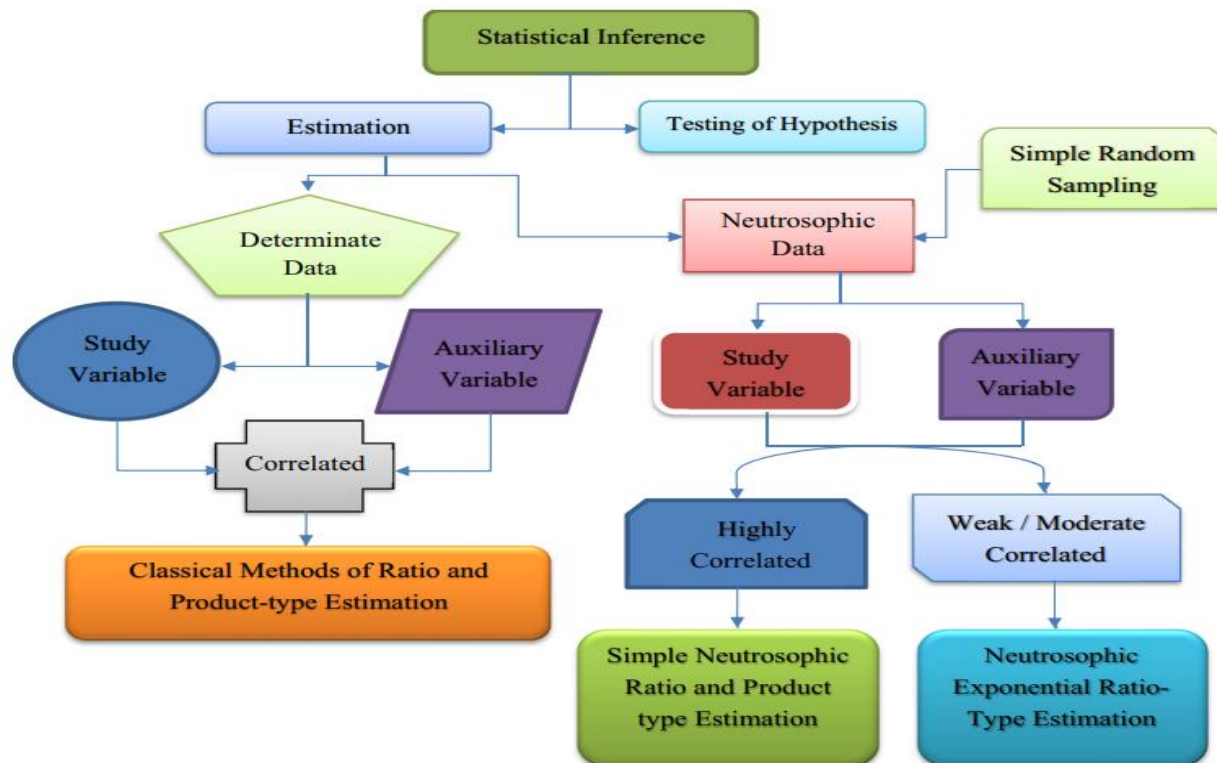 Statistical Inference
Estimation
Testing of Hypothesis
Simple Random
Sampling
Determinate
Data
Neutrosophic
Data
Study
Variable
Auxiliary
Variable
Study
Variable
Auxiliary
Variable
Correlated
Highly
Correlated
Weak / Moderate
Correlated
Classical Methods of Ratio and
Product-type Estimation
Simple Neutrosophic
Ratio and Product
type Estimation
Neutrosophic
Exponential Ratio-
Type Estimation